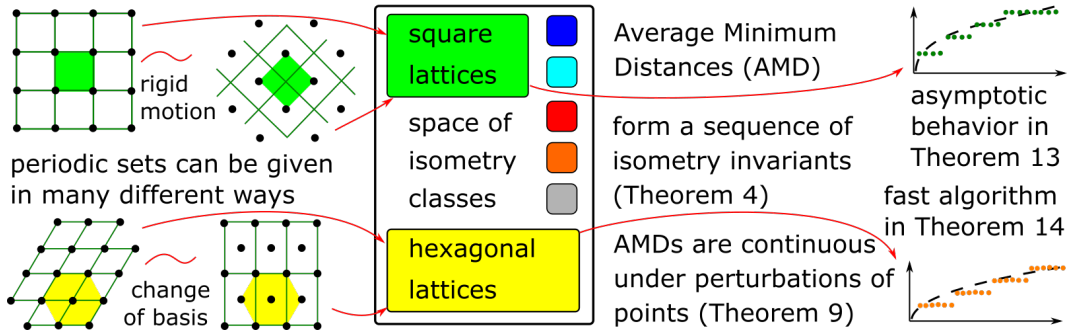 rigid
motion
periodic sets can be given
in many different ways
change
of basis
square
lattices
space of
isometry
classes
hexagonal
lattices
Average Minimum
Distances (AMD)
form a sequence of
isometry invariants
(Theorem 4)
AMDs are continuous
under perturbations of
points (Theorem 9)
asymptotic
behavior in
Theorem 13
fast algorithm
in Theorem 14